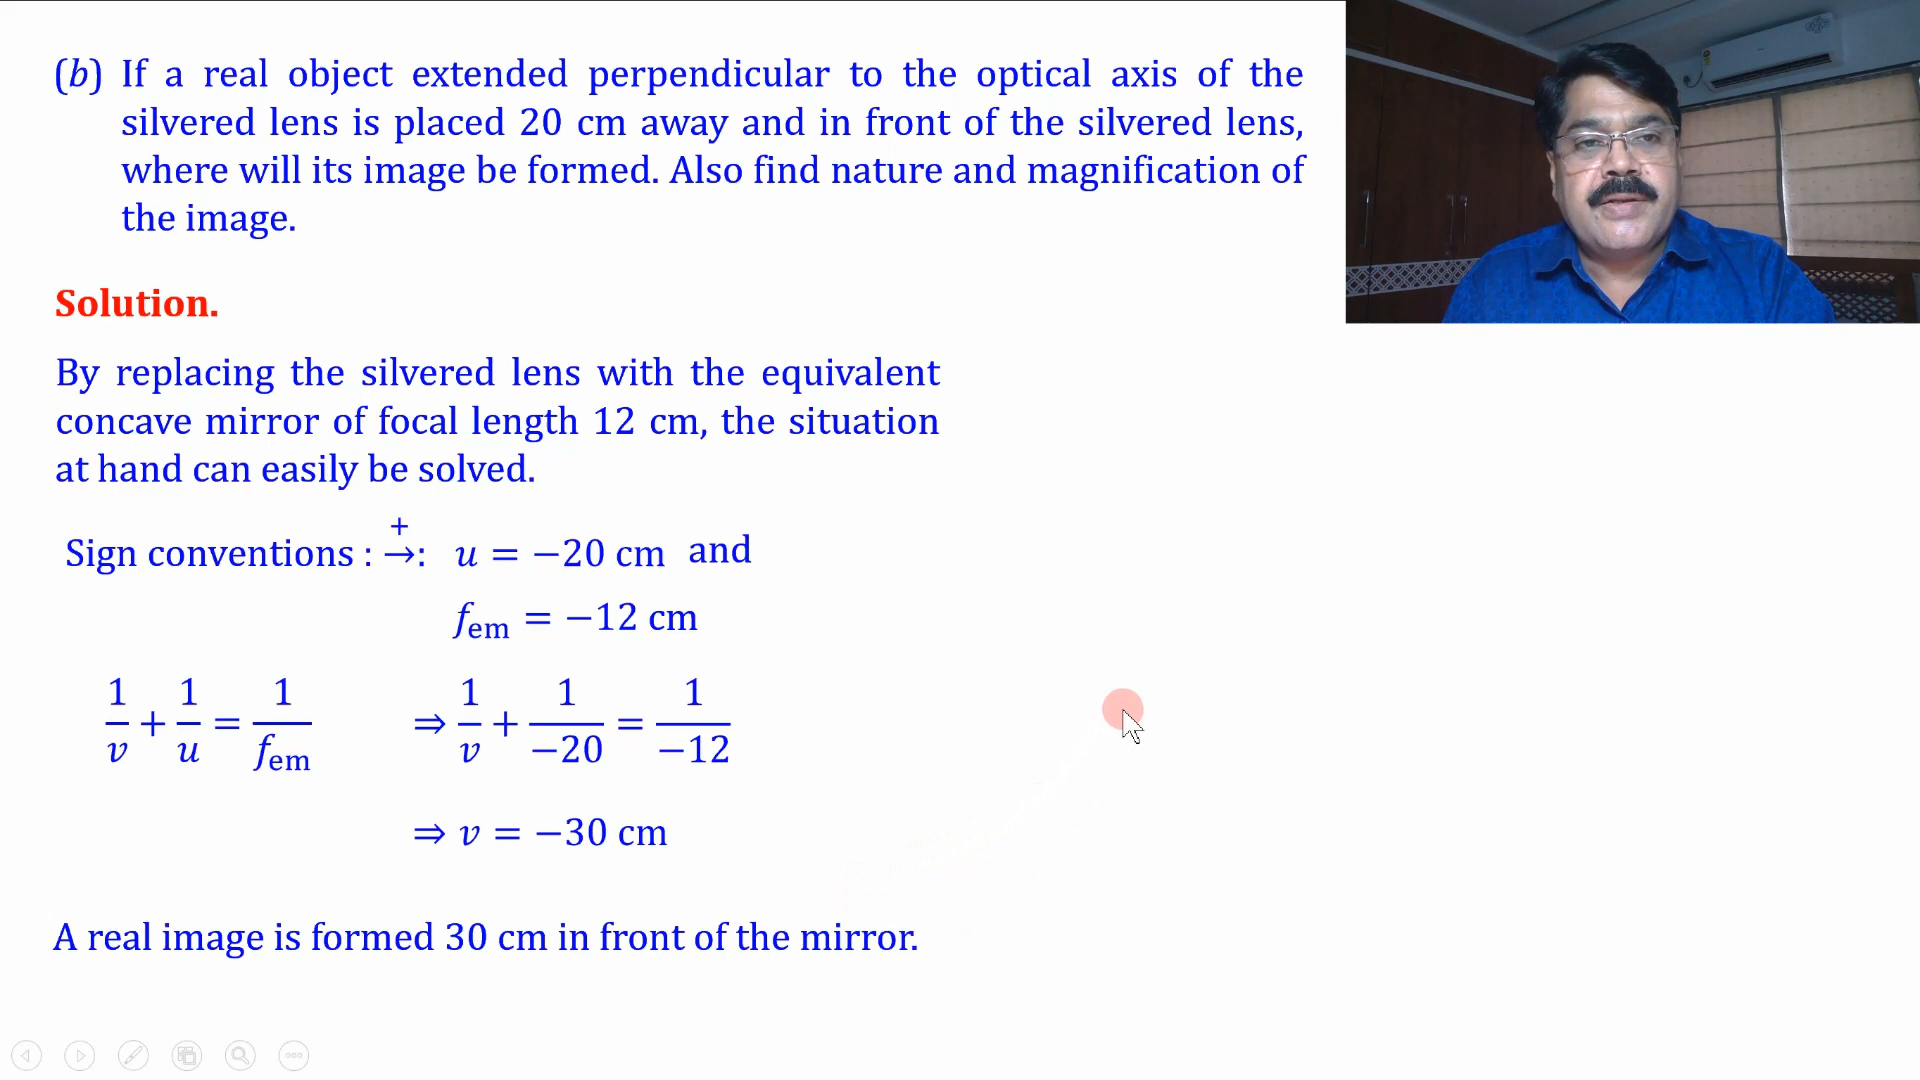 (b) If a real object extended perpendicular to the optical axis of the
silvered lens is placed 20 cm away and in front of the silvered lens,
where will its image be formed. Also find nature and magnification of
the image.
Solution.
By replacing the silvered lens with the equivalent
concave mirror of focal length 12 cm, the situation
at hand can easily be solved.
Sign conventions : →⁺: u = −20 cm and
fₑₘ = −12 cm
1/v + 1/u = 1/fₑₘ ⇒ 1/v + 1/−20 = 1/−12
⇒ v = −30 cm
A real image is formed 30 cm in front of the mirror.